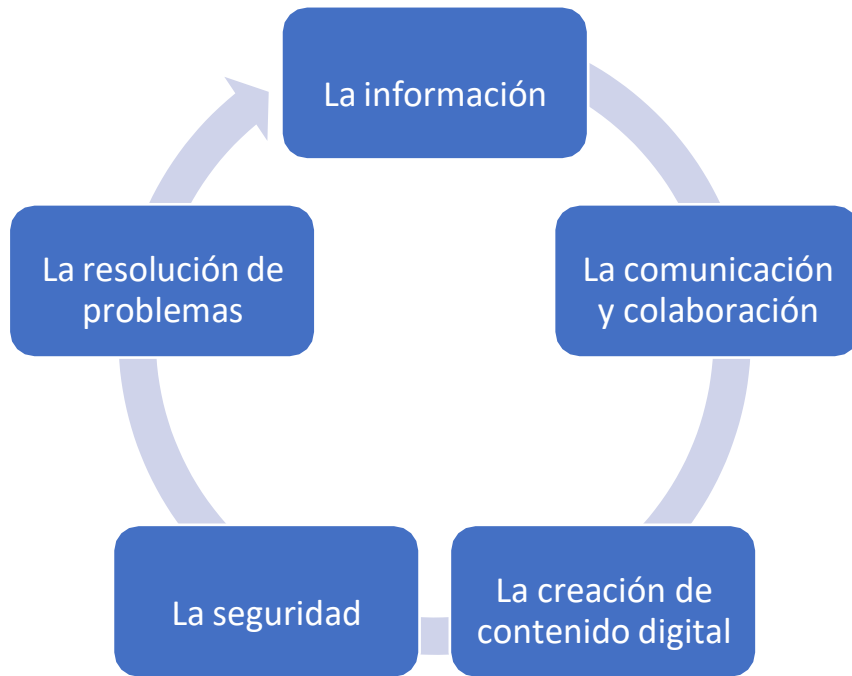 La información
La comunicación
y colaboración
La creación de
contenido digital
La seguridad
La resolución de
problemas